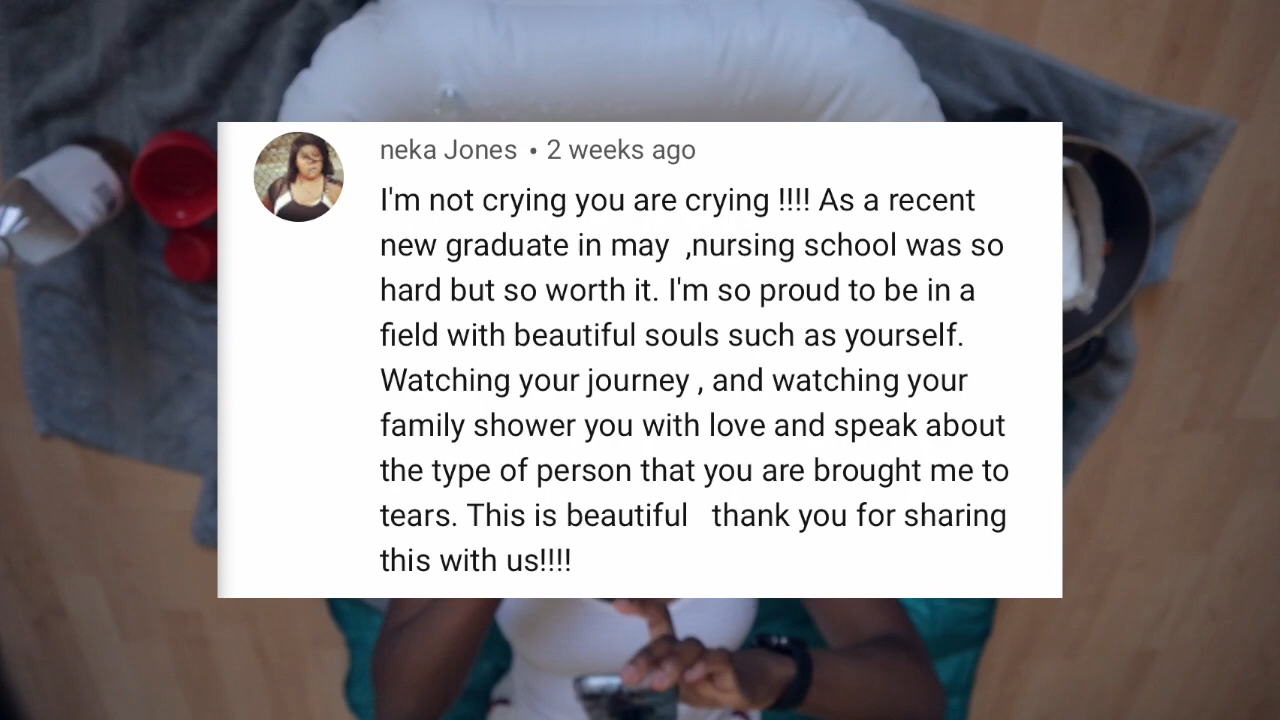 neka Jones • 2 weeks ago
I'm not crying you are crying !!!! As a recent
new graduate in may  ,nursing school was so
hard but so worth it. I'm so proud to be in a
field with beautiful souls such as yourself.
Watching your journey , and watching your
family shower you with love and speak about
the type of person that you are brought me to
tears. This is beautiful   thank you for sharing
this with us!!!!